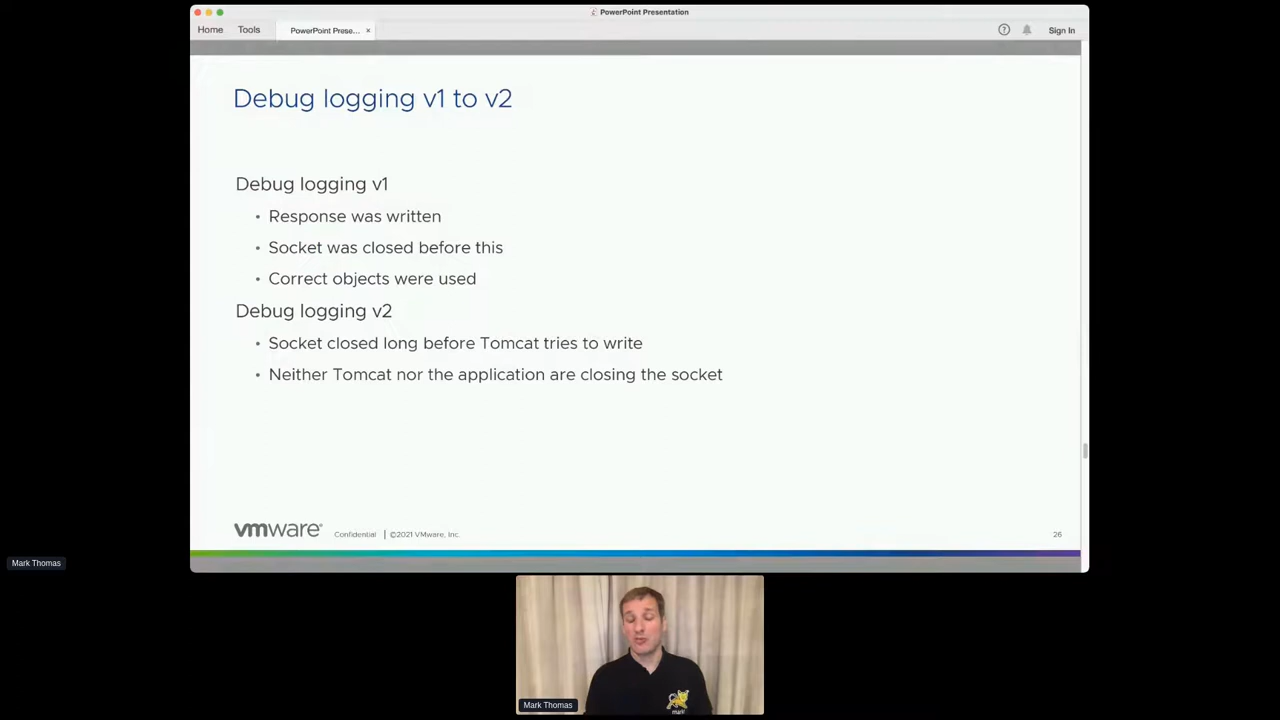 PowerPoint Presentation
Home
Tools
PowerPoint Prese...
×
?
Sign In
Debug logging v1 to v2
Debug logging v1
• Response was written
• Socket was closed before this
• Correct objects were used
Debug logging v2
• Socket closed long before Tomcat tries to write
• Neither Tomcat nor the application are closing the socket
vmware®
Confidential
©2021 VMware, Inc.
26
Mark Thomas
mark
Mark Thomas